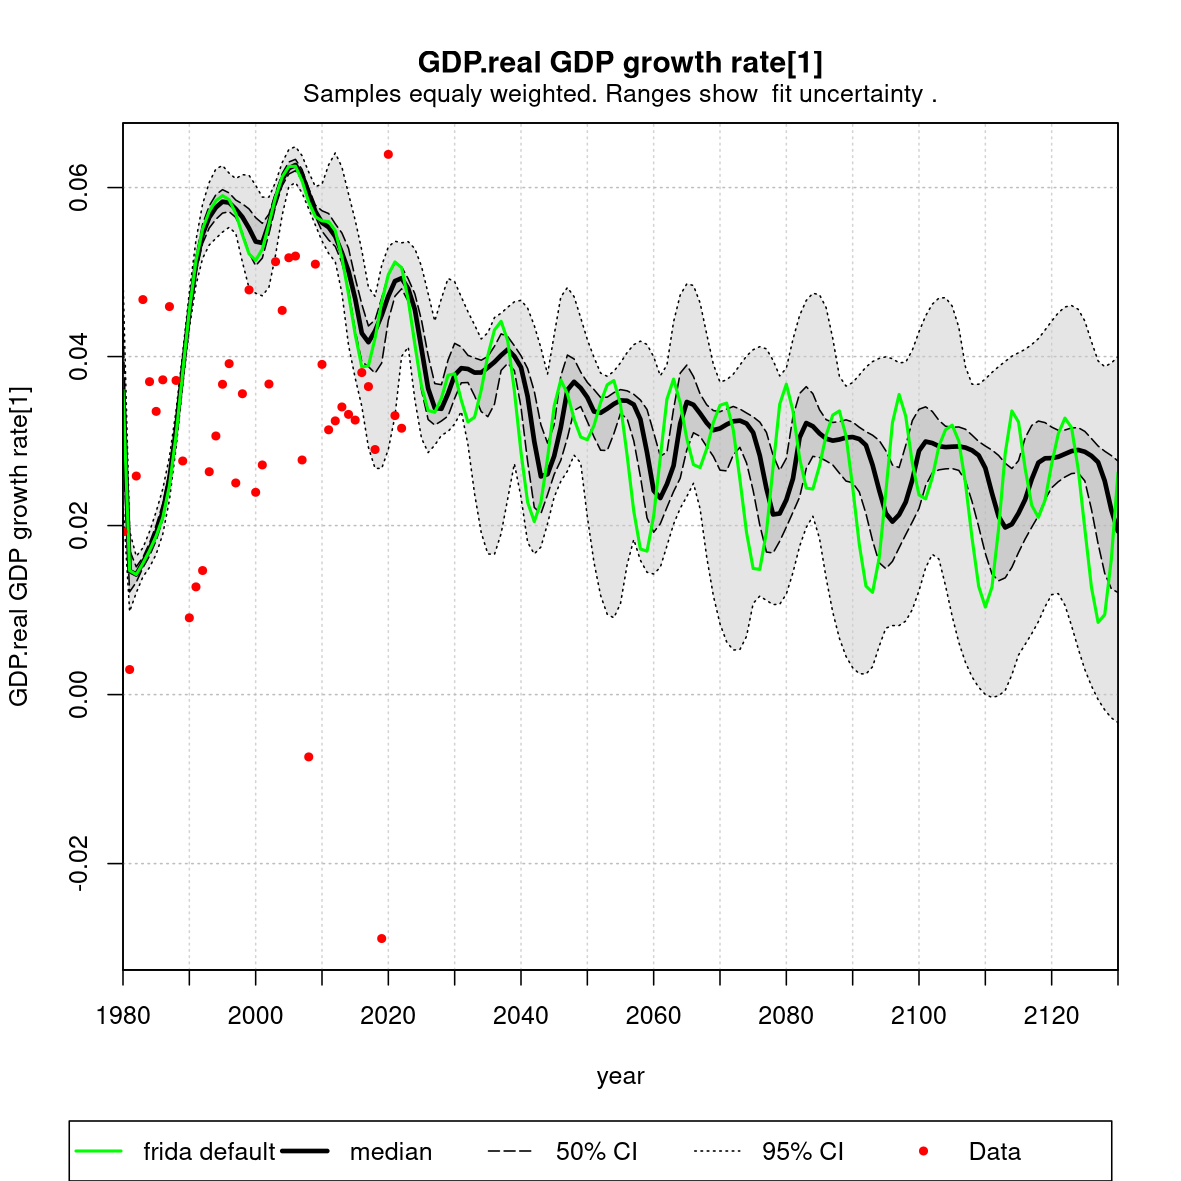 GDP.real GDP growth rate[1]
Samples equaly weighted. Ranges show  fit uncertainty .
GDP.real GDP growth rate[1]
0.06
0.04
0.02
0.00
-0.02
1980 2000 2020 2040 2060 2080 2100 2120
year
frida default median 50% CI 95% CI Data